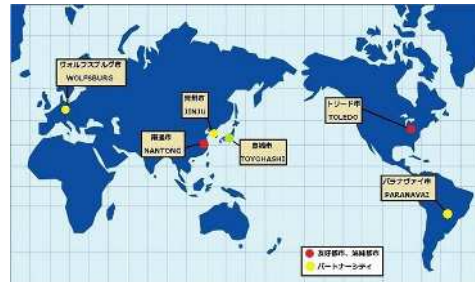 ヴォルフスブルグ市
WOLFSBURG
晋州市
JINJU
南通市
NANTONG
豊橋市
TOYOHASHI
トリード市
TOLEDO
パラナヴァイ市
PARANAVAI
友好都市、姉妹都市
パートナーシティ